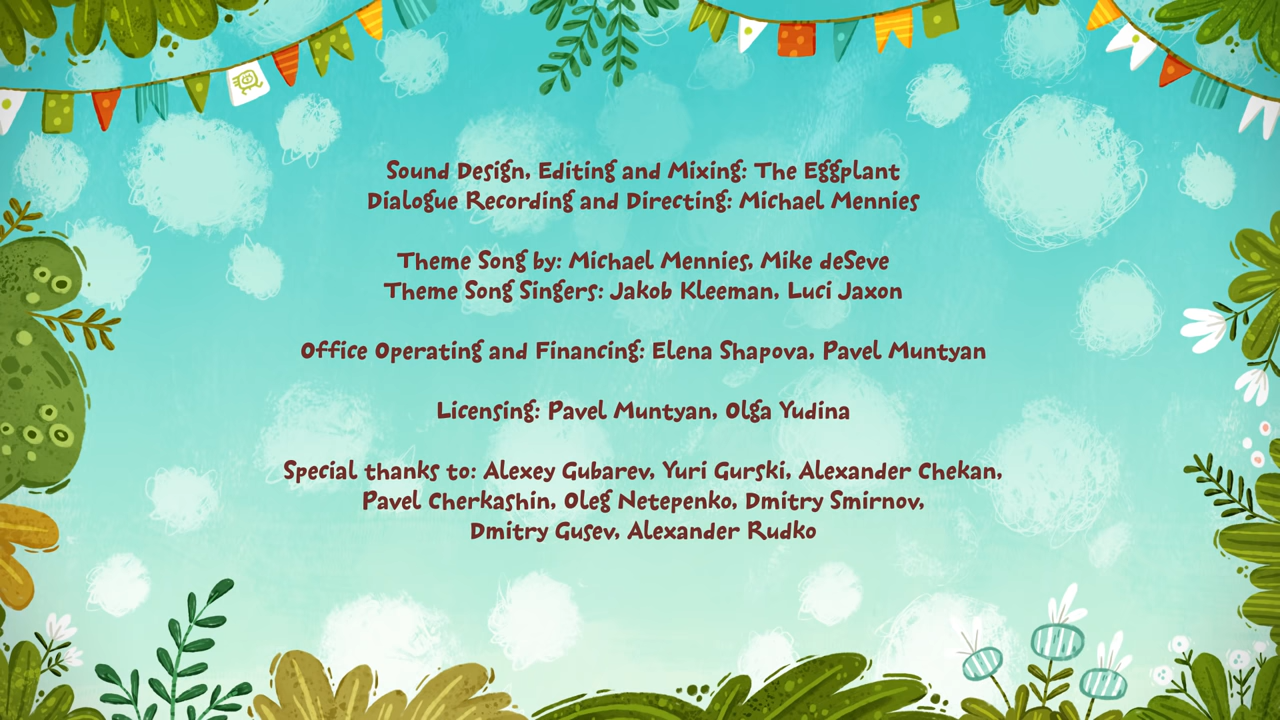 Sound Design, Editing and Mixing: The Eggplant
Dialogue Recording and Directing: Michael Mennies
Theme Song by: Michael Mennies, Mike deSeve
Theme Song Singers: Jakob Kleeman, Luci Jaxon
Office Operating and Financing: Elena Shapova, Pavel Muntyan
Licensing: Pavel Muntyan, Olga Yudina
Special thanks to: Alexey Gubarev, Yuri Gurski, Alexander Chekan,
Pavel Cherkashin, Oleg Netepenko, Dmitry Smirnov,
Dmitry Gusev, Alexander Rudko